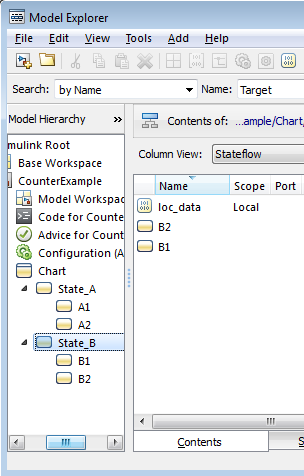 Model Explorer
File Edit View Tools Add Help
Search: by Name Name: Target
Model Hierarchy »
mulink Root
Base Workspace
CounterExample
Model Workspac
Code for Counte
Advice for Count
Configuration (A
Chart
State_A
A1
A2
State_B
B1
B2
Contents of: ...ample/Chart,
Column View: Stateflow
Name Scope Port
loc_data Local
B2
B1
Contents S